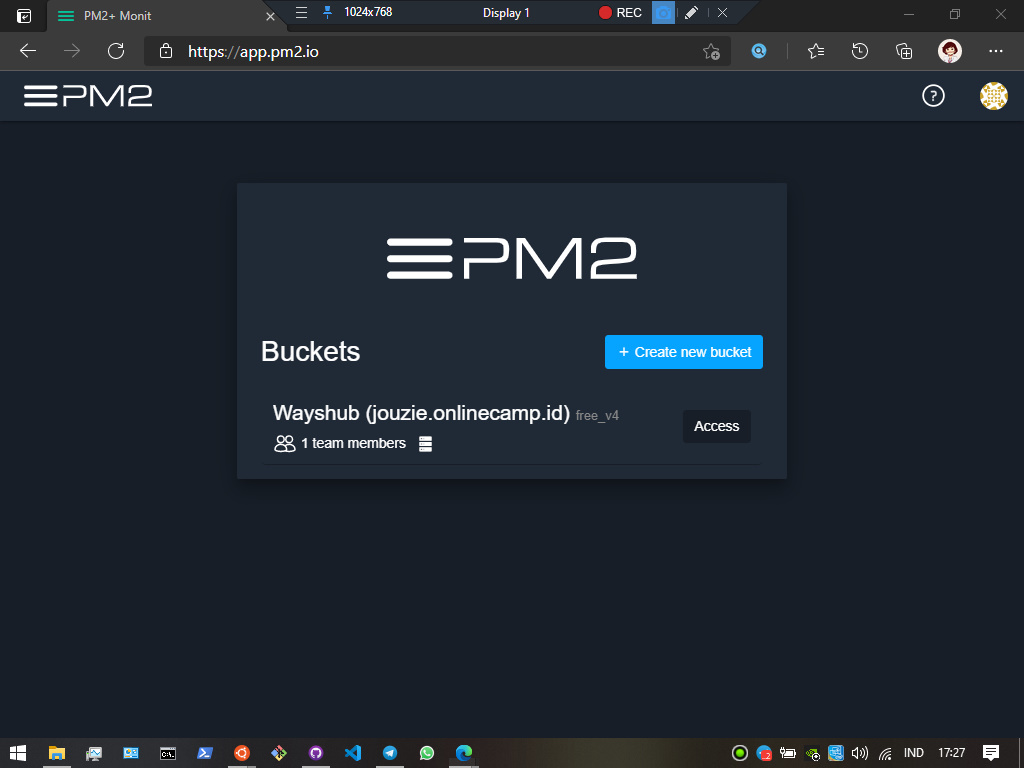 PM2+ Monit
1024x768
Display 1
REC
https://app.pm2.io
PM2
?
PM2
Buckets
+ Create new bucket
Wayshub (jouzie.onlinecamp.id) free_v4
1 team members
Access
IND
17:27